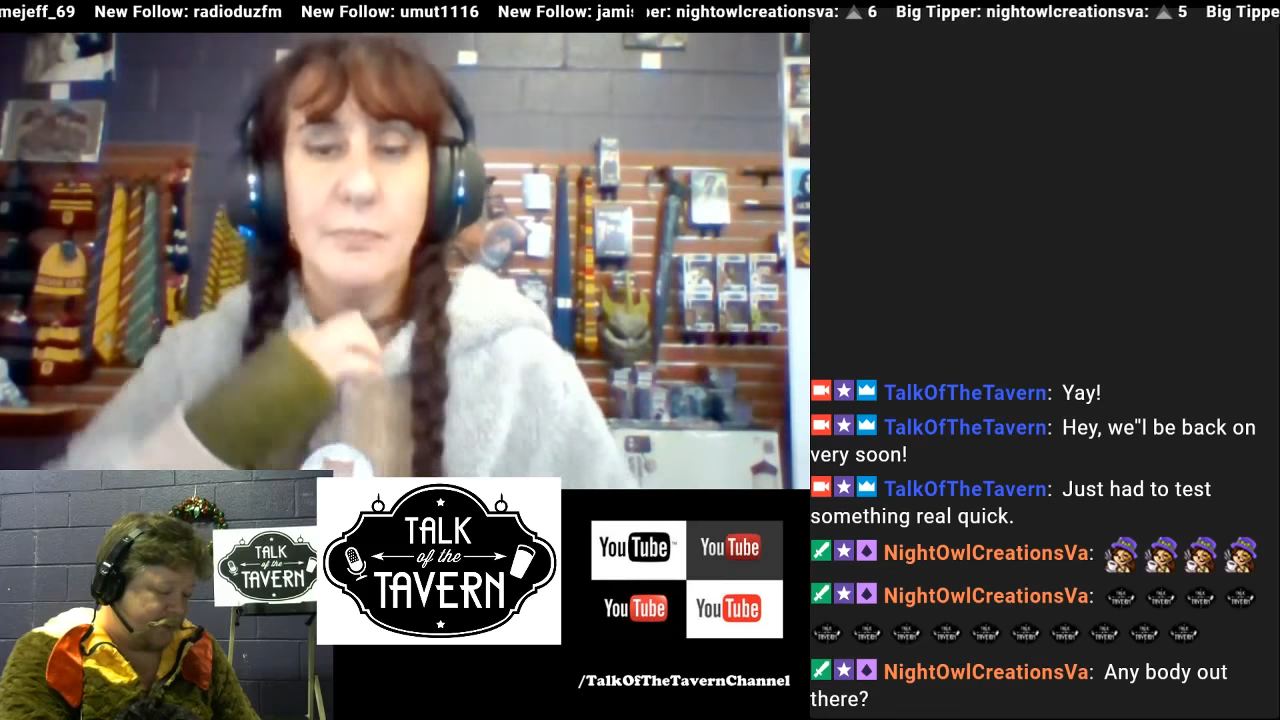 mejeff_69 New Follow: radioduzfm New Follow: umut1116 New Follow: jamis
er: nightowlcreationsva: 6 Big Tipper: nightowlcreationsva: 5 Big Tippe
TalkOfTheTavern: Yay!
TalkOfTheTavern: Hey, we"l be back on
very soon!
TalkOfTheTavern: Just had to test
something real quick.
NightOwlCreationsVa:
NightOwlCreationsVa:
NightOwlCreationsVa: Any body out
there?
TALK
of the
TAVERN
TALK
of the
TAVERN
YouTube™ YouTube
YouTube YouTube
/TalkOfTheTavernChannel